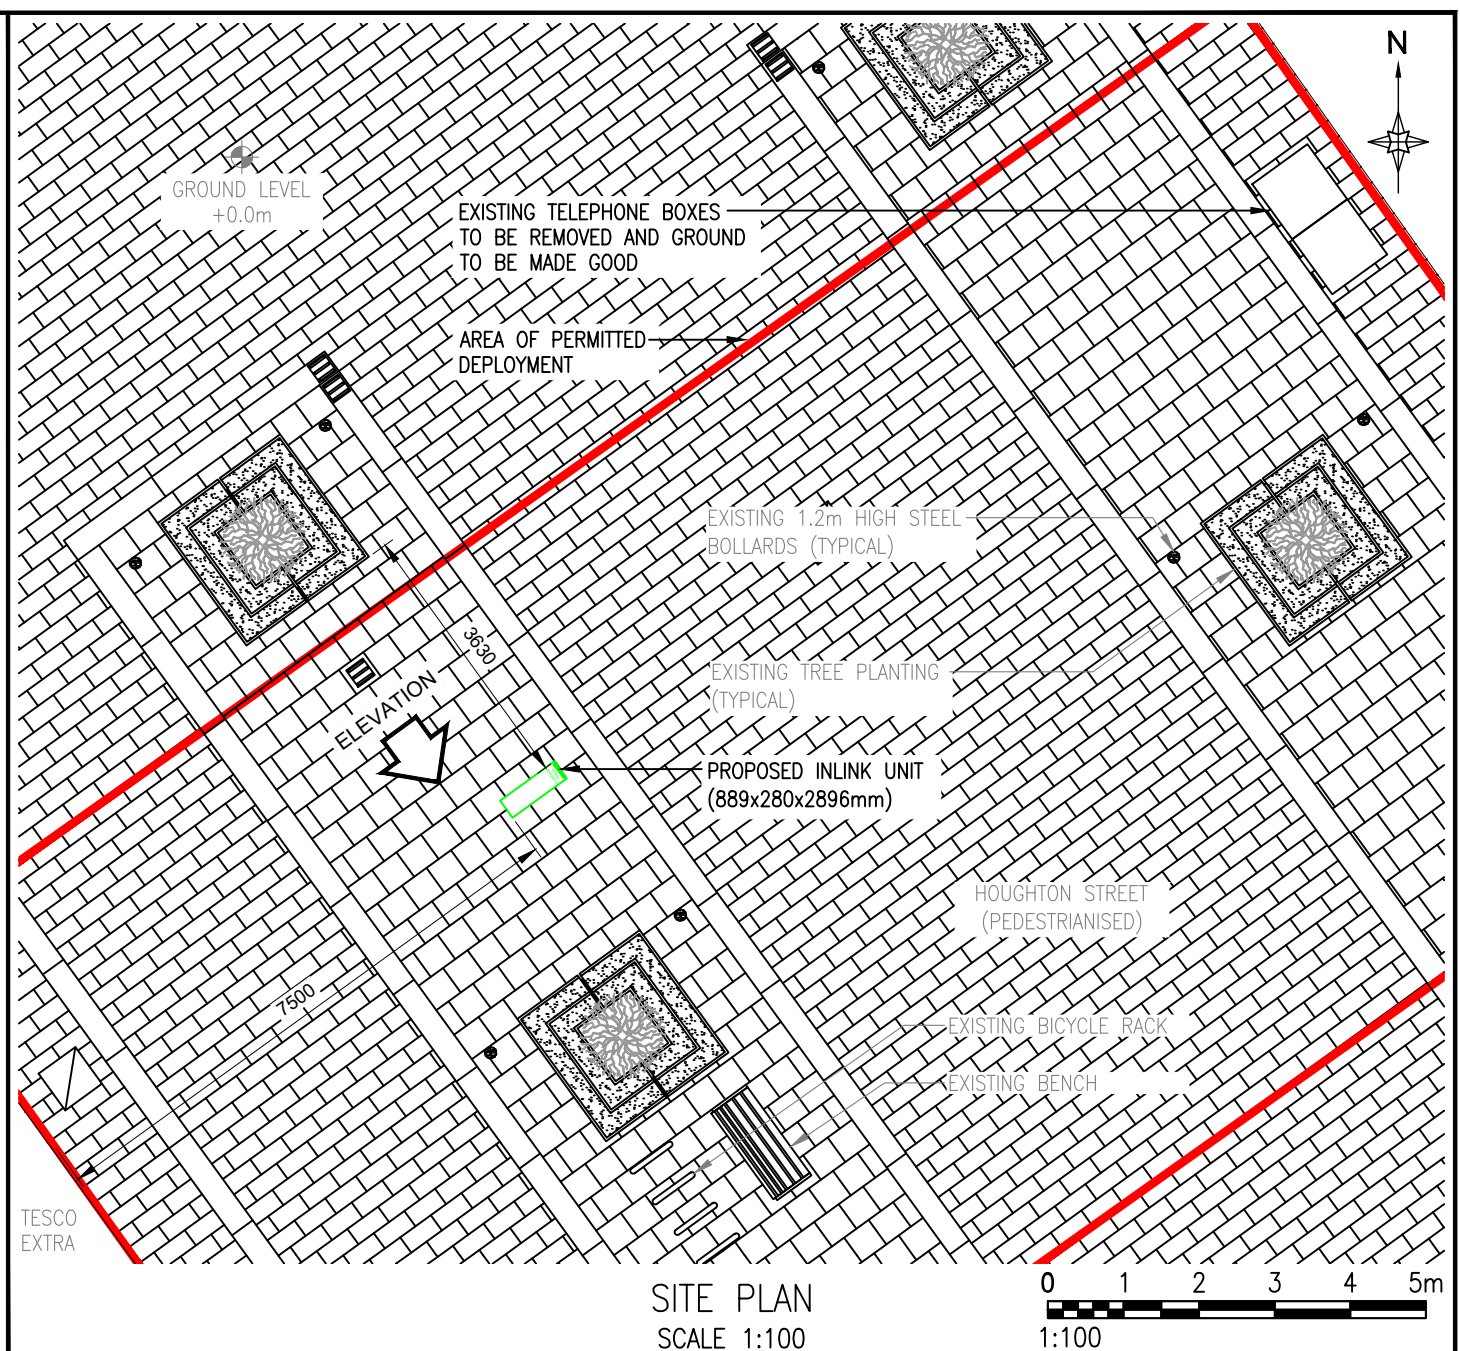 N
GROUND LEVEL
+0.0m
EXISTING TELEPHONE BOXES
TO BE REMOVED AND GROUND
TO BE MADE GOOD
AREA OF PERMITTED
DEPLOYMENT
EXISTING 1.2m HIGH STEEL
BOLLARDS (TYPICAL)
3630
ELEVATION
EXISTING TREE PLANTING
(TYPICAL)
PROPOSED INLINK UNIT
(889x280x2896mm)
HOUGHTON STREET
(PEDESTRIANISED)
7500
EXISTING BICYCLE RACK
EXISTING BENCH
TESCO
EXTRA
SITE PLAN
SCALE 1:100
0 1 2 3 4 5m
1:100